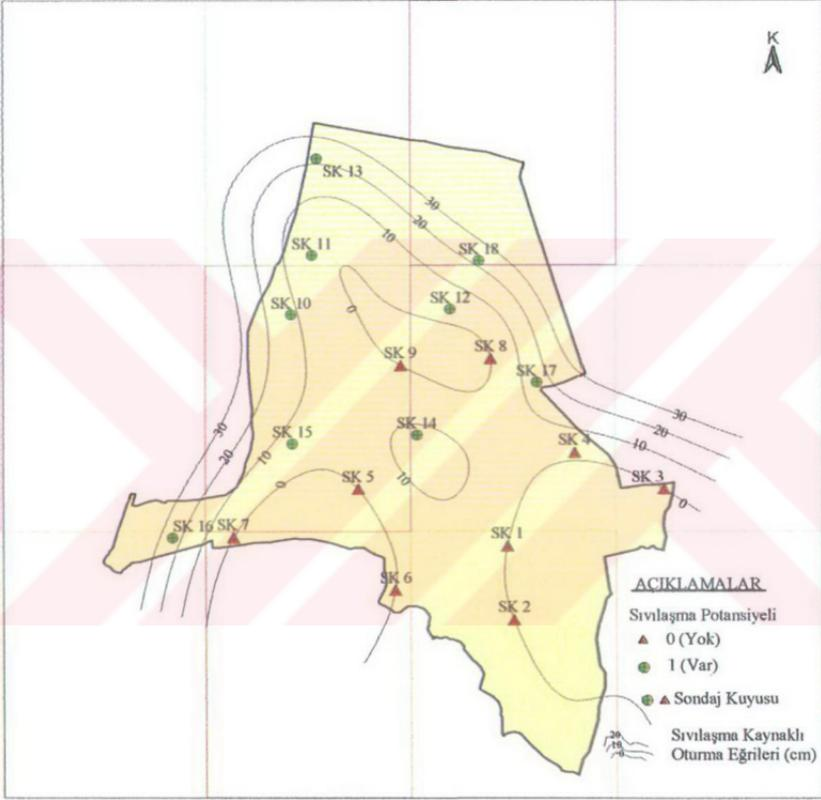 K
SK 13
30
20
SK 11
10
SK 18
SK 10
SK 12
0
SK 9
SK 8
SK 17
30
SK 14
30
20
SK 15
SK 4
10
20
10
SK 5
10
SK 3
0
0
SK 16
SK 7
SK 1
SK 6
SK 2
AÇIKLAMALAR
Sıvılaşma Potansiyeli
0 (Yok)
1 (Var)
Sondaj Kuyusu
20
10
0
Sıvılaşma Kaynaklı
Oturma Eğrileri (cm)